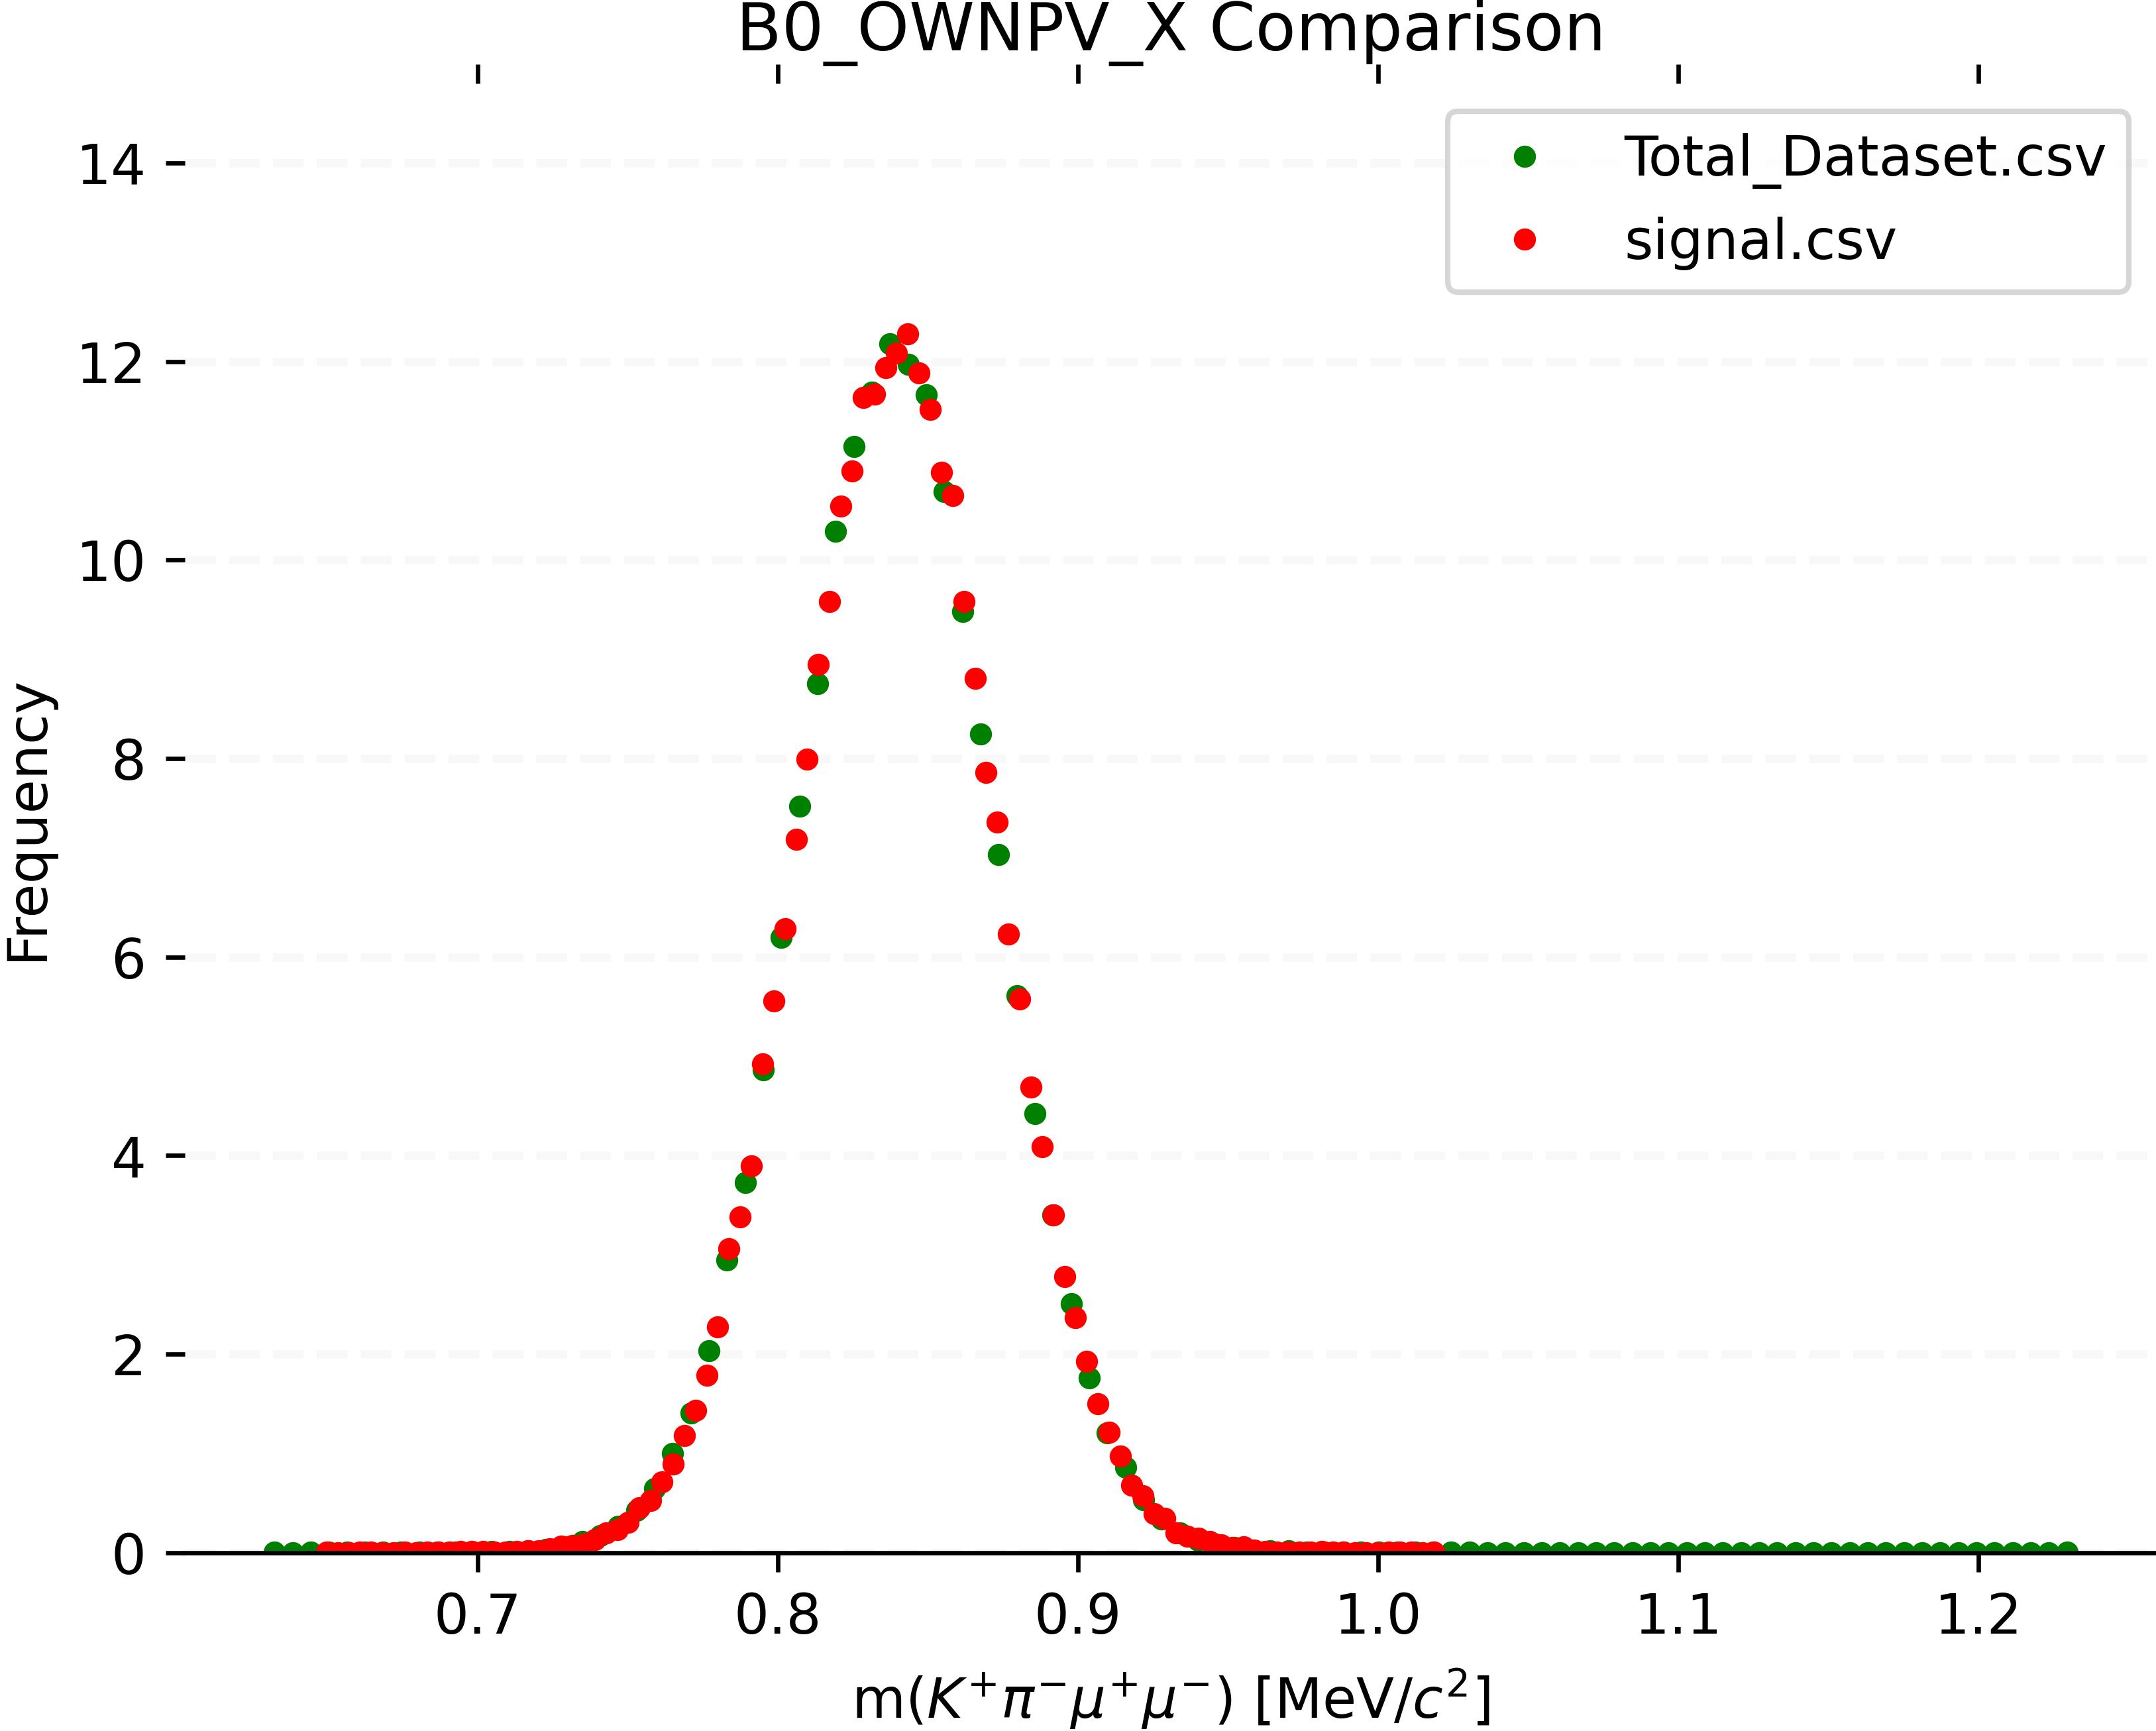 B0_OWNPV_X Comparison
Total_Dataset.csv
signal.csv
14
12
10
8
6
4
2
0
Frequency
0.7 0.8 0.9 1.0 1.1 1.2
m(K⁺π⁻μ⁺μ⁻) [MeV/c²]